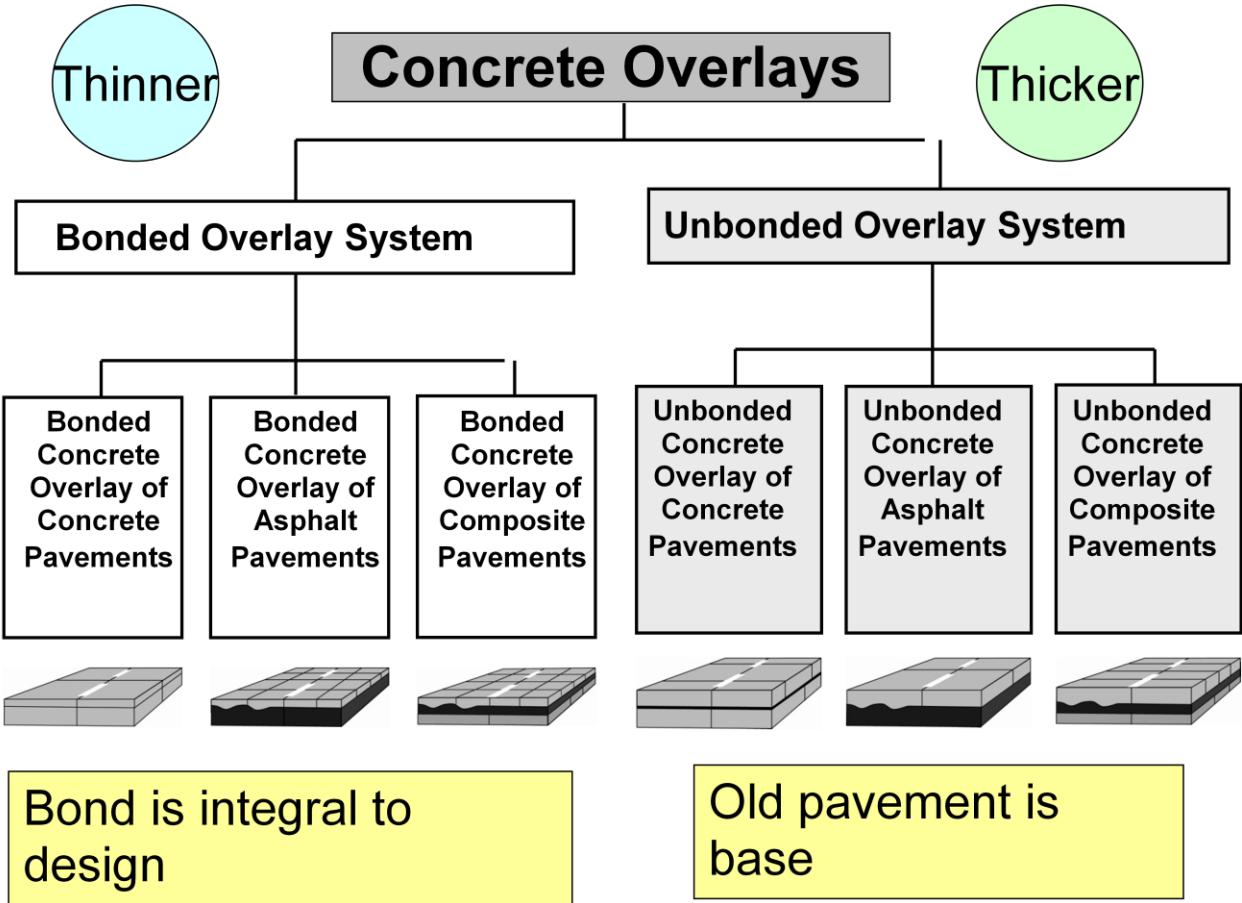 Thinner
Concrete Overlays
Thicker
Bonded Overlay System
Unbonded Overlay System
Bonded
Concrete
Overlay of
Concrete
Pavements
Bonded
Concrete
Overlay of
Asphalt
Pavements
Bonded
Concrete
Overlay of
Composite
Pavements
Unbonded
Concrete
Overlay of
Concrete
Pavements
Unbonded
Concrete
Overlay of
Asphalt
Pavements
Unbonded
Concrete
Overlay of
Composite
Pavements
Bond is integral to
design
Old pavement is
base